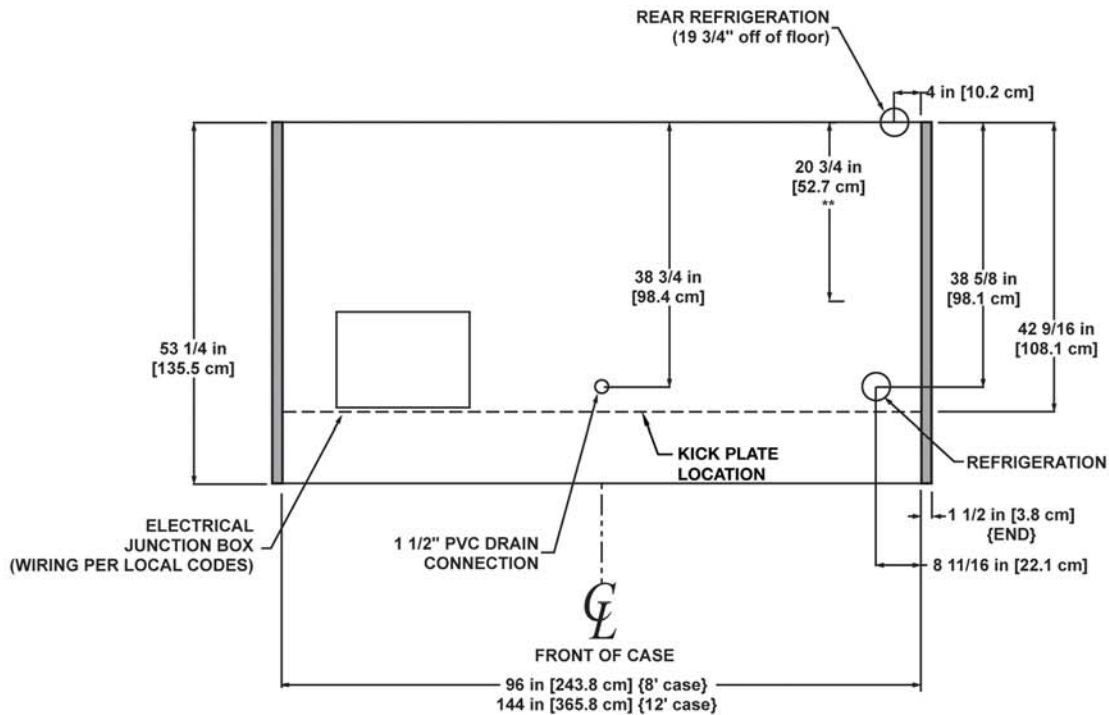 REAR REFRIGERATION
(19 3/4" off of floor)
4 in [10.2 cm]
20 3/4 in
[52.7 cm]
**
38 3/4 in
[98.4 cm]
38 5/8 in
[98.1 cm]
42 9/16 in
[108.1 cm]
53 1/4 in
[135.5 cm]
KICK PLATE
LOCATION
REFRIGERATION
ELECTRICAL
JUNCTION BOX
(WIRING PER LOCAL CODES)
1 1/2" PVC DRAIN
CONNECTION
1 1/2 in [3.8 cm]
{END}
8 11/16 in [22.1 cm]
CL
FRONT OF CASE
96 in [243.8 cm] {8' case}
144 in [365.8 cm] {12' case}